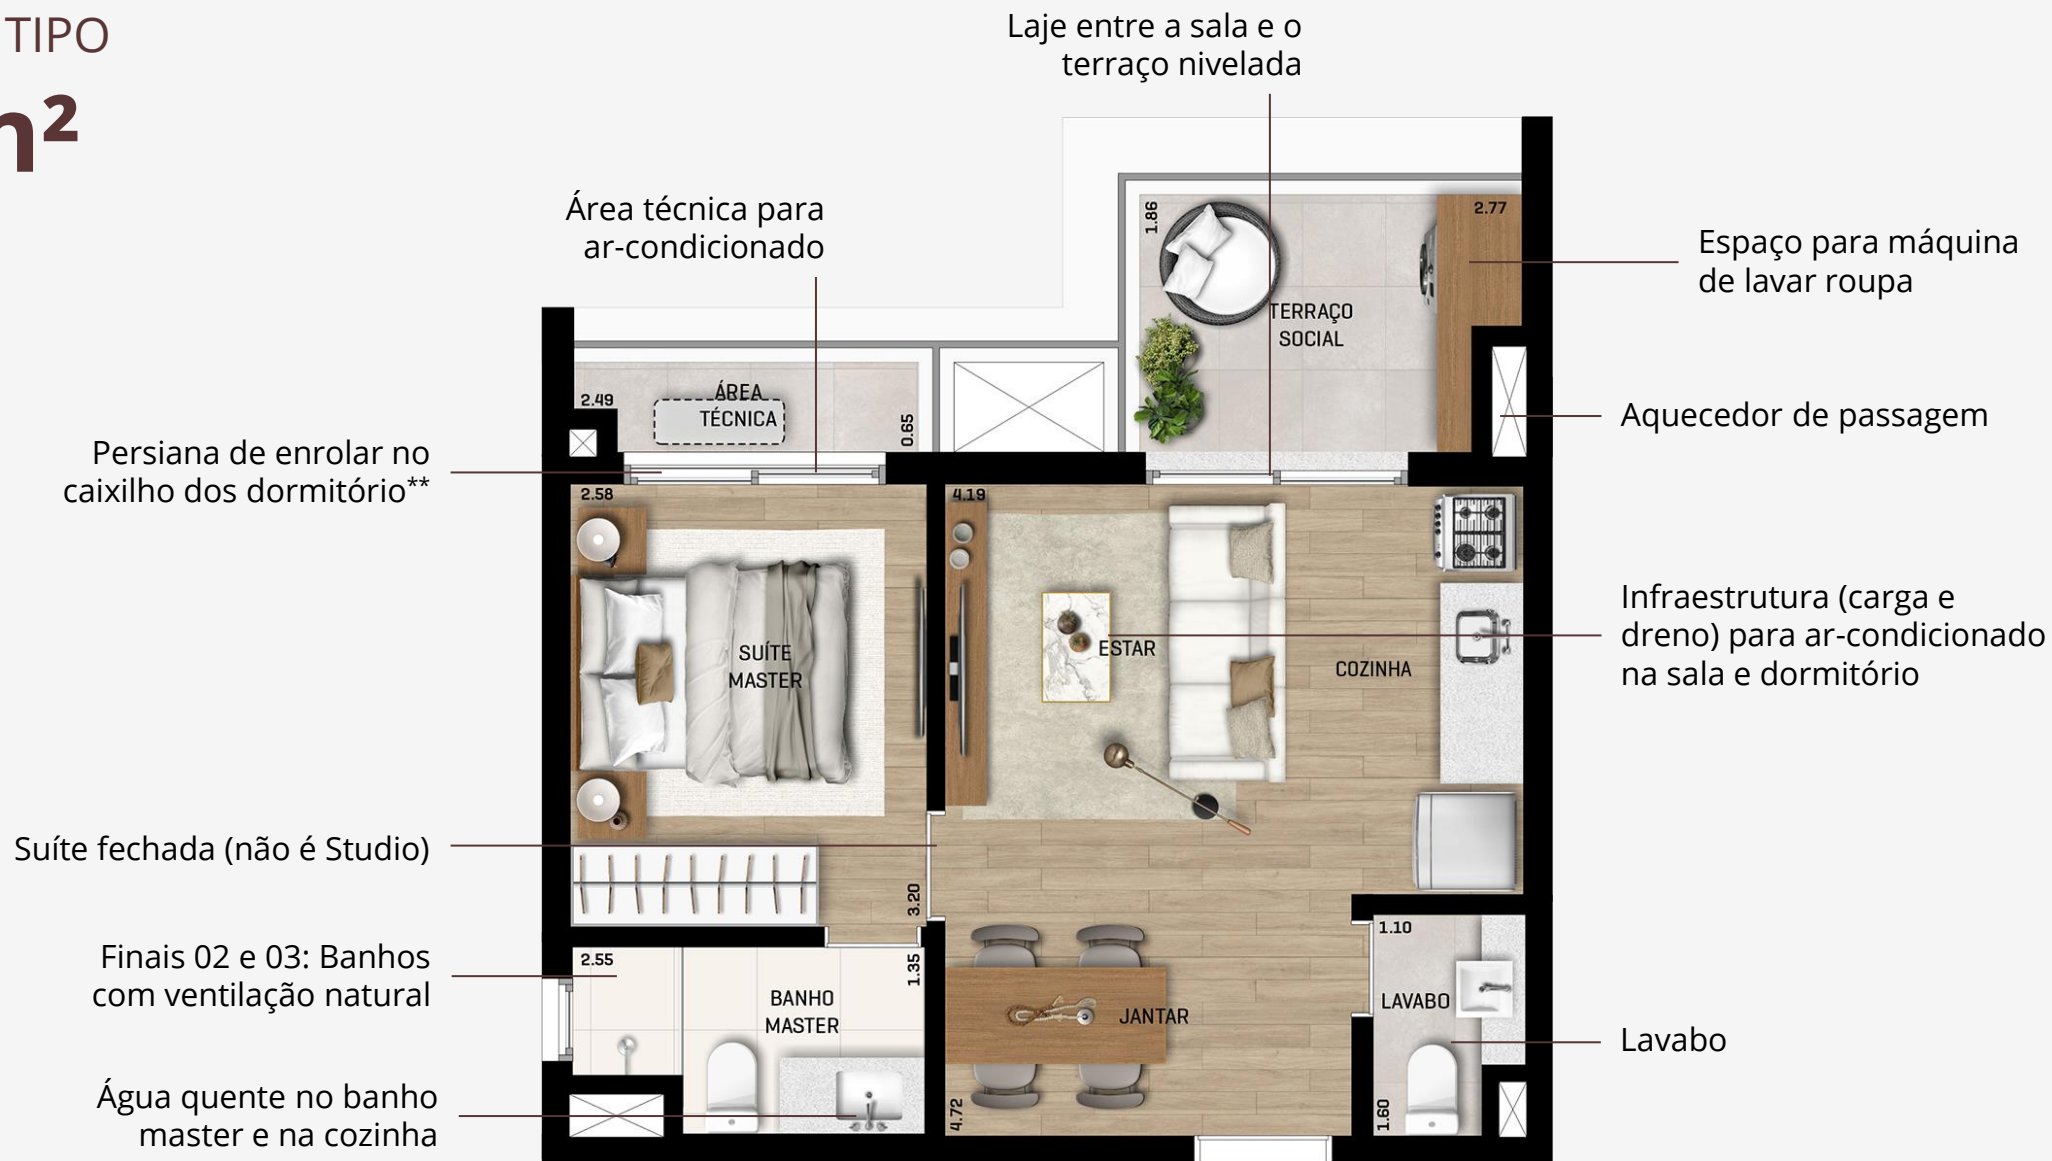 TIPO
m²
Laje entre a sala e o
terraço nivelada
Área técnica para
ar-condicionado
Espaço para máquina
de lavar roupa
Aquecedor de passagem
Persiana de enrolar no
caixilho dos dormitório**
Infraestrutura (carga e
dreno) para ar-condicionado
na sala e dormitório
Suíte fechada (não é Studio)
Finais 02 e 03: Banhos
com ventilação natural
Água quente no banho
master e na cozinha
Lavabo
1.86
2.77
TERRAÇO
SOCIAL
2.49
ÁREA
TÉCNICA
0.65
2.58
SUÍTE
MASTER
3.20
4.19
ESTAR
COZINHA
2.55
1.35
BANHO
MASTER
JANTAR
4.72
1.10
LAVABO
1.60